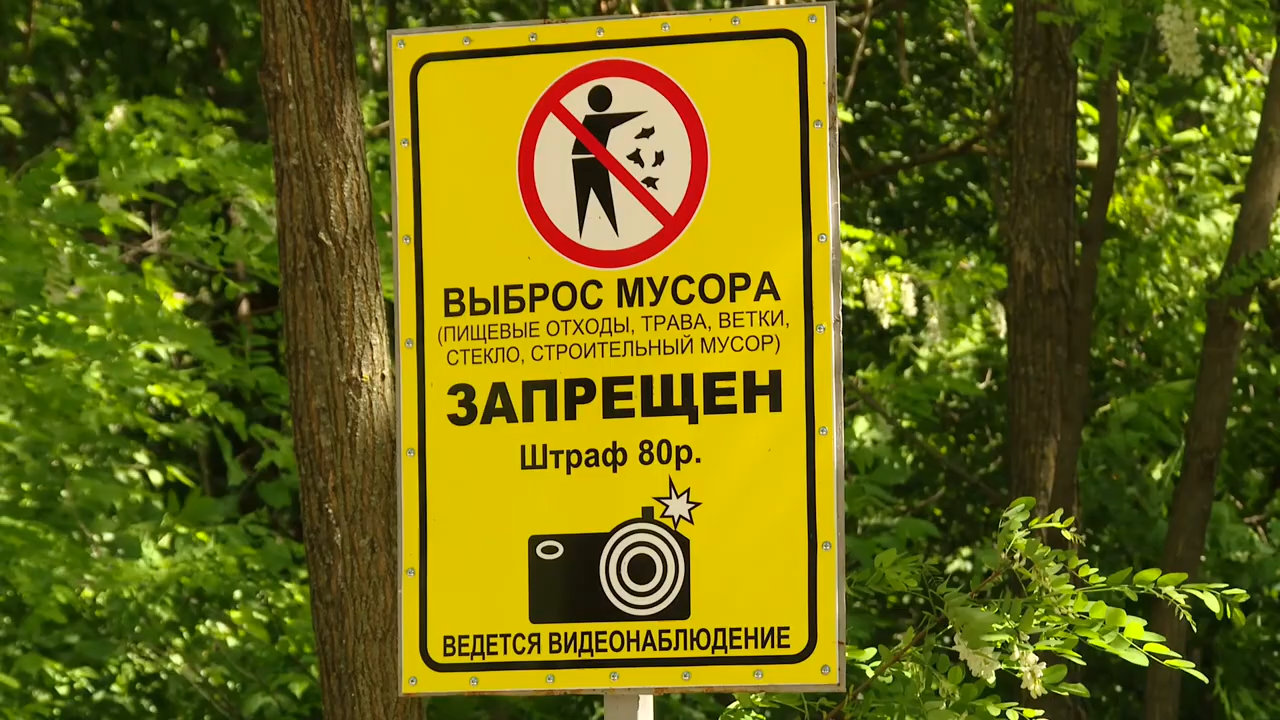 ВЫБРОС МУСОРА
(ПИЩЕВЫЕ ОТХОДЫ, ТРАВА, ВЕТКИ,
СТЕКЛО, СТРОИТЕЛЬНЫЙ МУСОР)
ЗАПРЕЩЕН
Штраф 80р.
ВЕДЕТСЯ ВИДЕОНАБЛЮДЕНИЕ